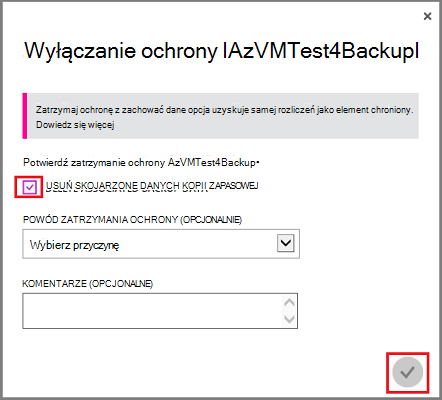 Wyłączanie ochrony IAzVMTest4BackupI
Zatrzymaj ochronę z zachować dane opcja uzyskuje samej rozliczeń jako element chroniony.
Dowiedz się więcej
Potwierdź zatrzymanie ochrony AzVMTest4Backup•
USUŃ SKOJARZONE DANYCH KOPII ZAPASOWEJ
POWÓD ZATRZYMANIA OCHRONY (OPCJONALNIE)
Wybierz przyczynę
KOMENTARZE (OPCJONALNE)